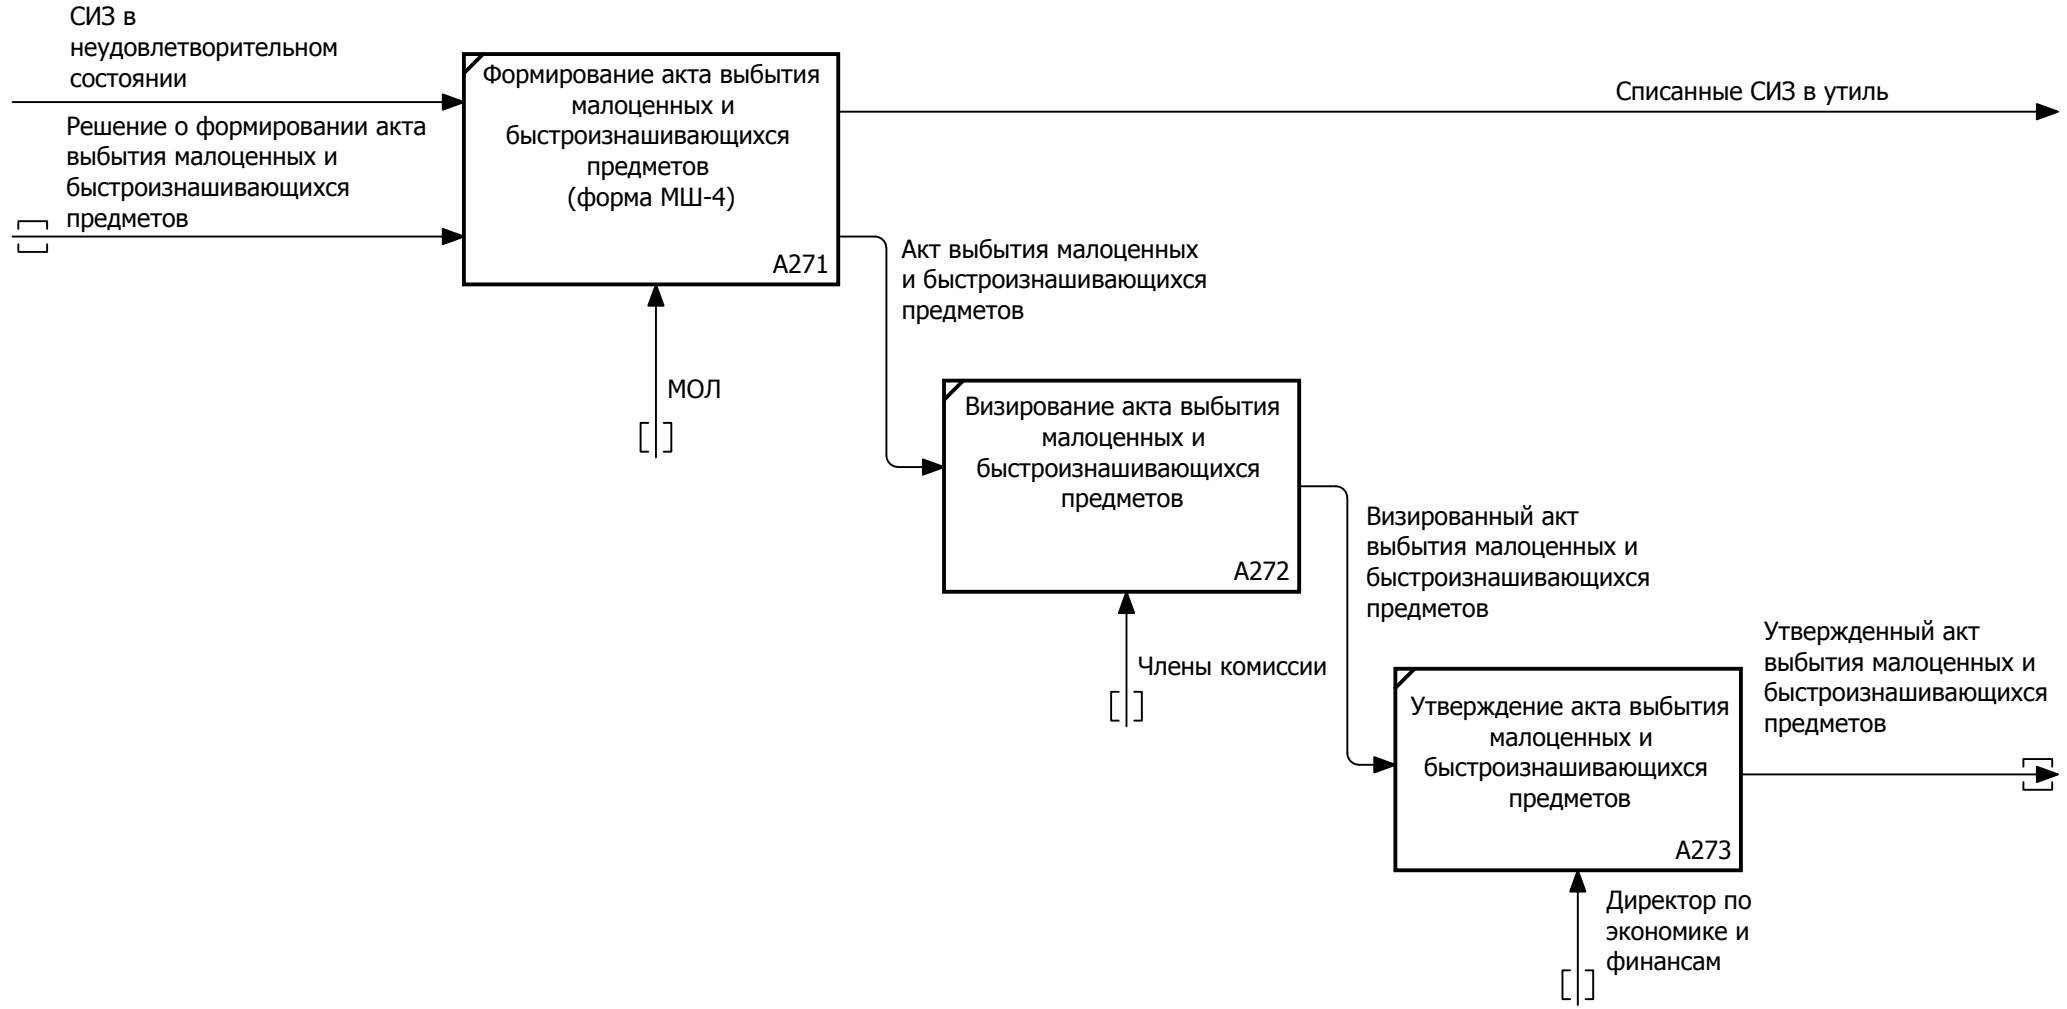 СИЗ в
неудовлетворительном
состоянии
Решение о формировании акта
выбытия малоценных и
быстроизнашивающихся
предметов
Формирование акта выбытия
малоценных и
быстроизнашивающихся
предметов
(форма МШ-4)
A271
Списанные СИЗ в утиль
МОЛ
Акт выбытия малоценных
и быстроизнашивающихся
предметов
Визирование акта выбытия
малоценных и
быстроизнашивающихся
предметов
A272
Члены комиссии
Визированный акт
выбытия малоценных и
быстроизнашивающихся
предметов
Утверждение акта выбытия
малоценных и
быстроизнашивающихся
предметов
A273
Директор по
экономике и
финансам
Утвержденный акт
выбытия малоценных и
быстроизнашивающихся
предметов